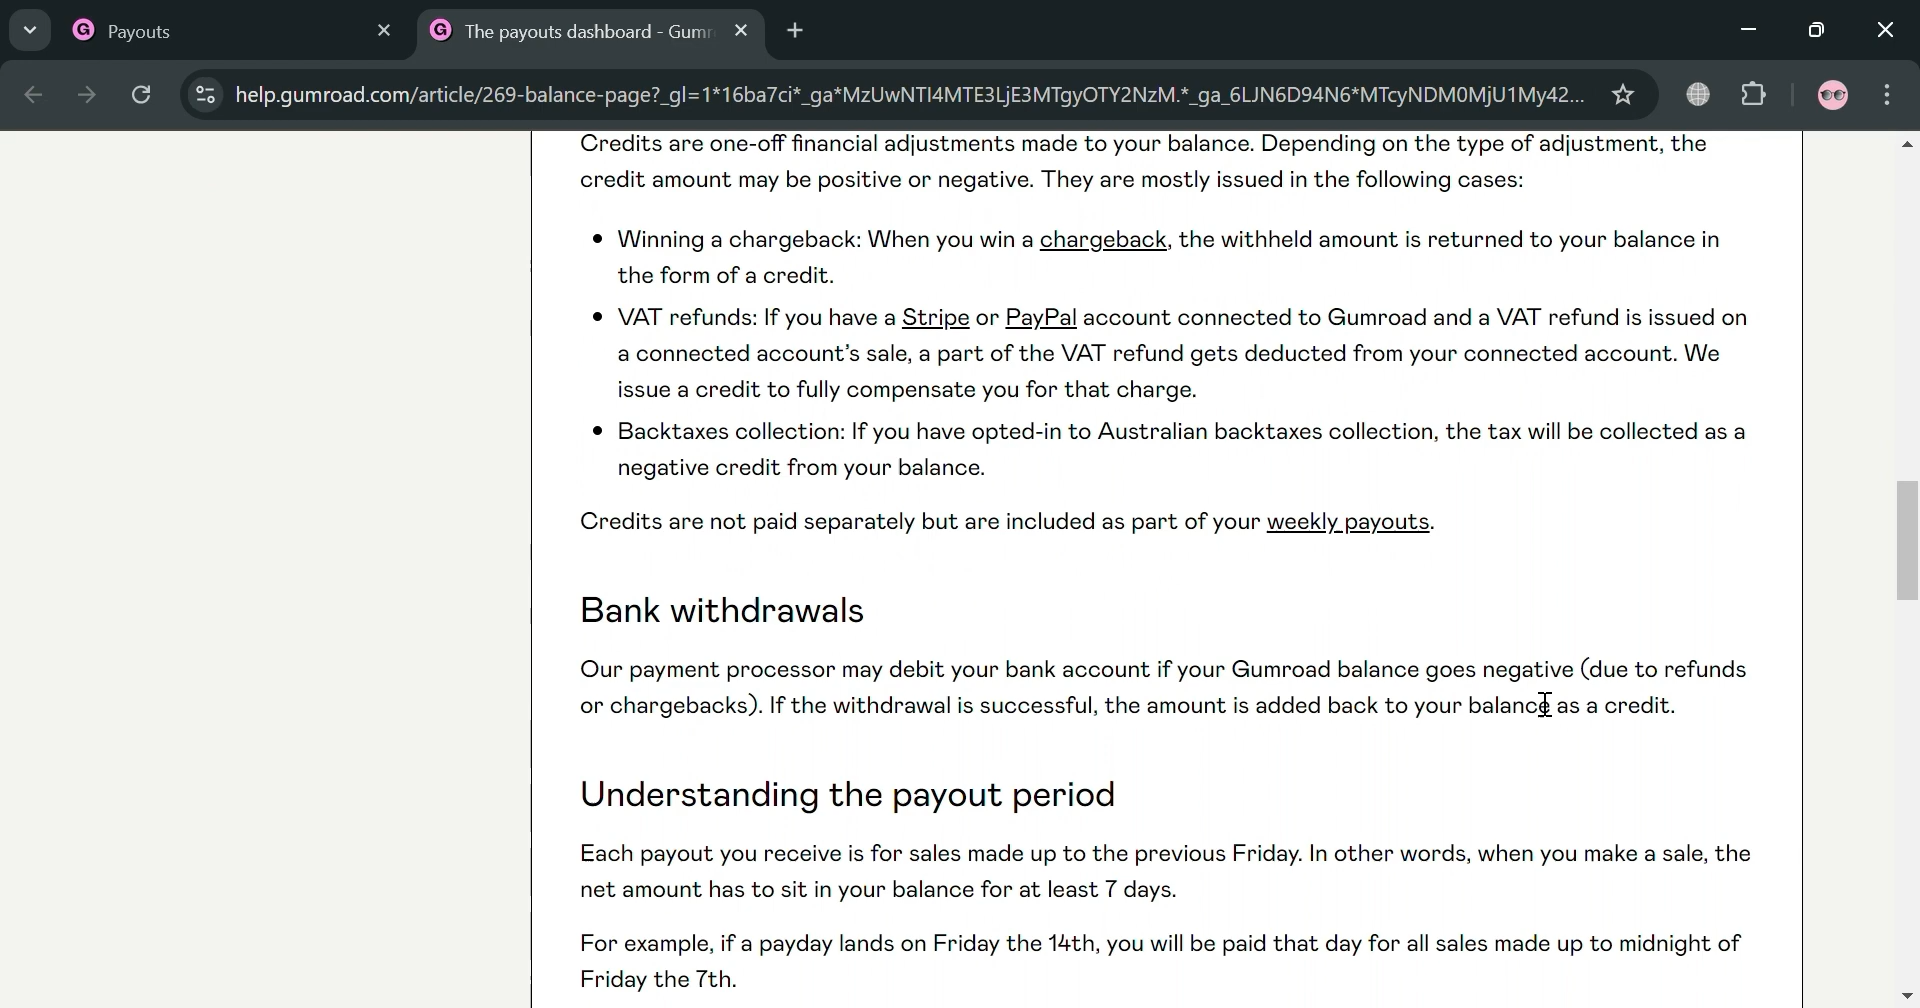 Payouts
The payouts dashboard - Gumr
help.gumroad.com/article/269-balance-page?_gl=1*16ba7ci*_ga*MzUwNTI4MTE3LjE3MTgyOTY2NzM.*_ga_6LJN6D94N6*MTcyNDM0MjU1My42...
Credits are one-off financial adjustments made to your balance. Depending on the type of adjustment, the
credit amount may be positive or negative. They are mostly issued in the following cases:
• Winning a chargeback: When you win a chargeback, the withheld amount is returned to your balance in
the form of a credit.
• VAT refunds: If you have a Stripe or PayPal account connected to Gumroad and a VAT refund is issued on
a connected account's sale, a part of the VAT refund gets deducted from your connected account. We
issue a credit to fully compensate you for that charge.
• Backtaxes collection: If you have opted-in to Australian backtaxes collection, the tax will be collected as a
negative credit from your balance.
Credits are not paid separately but are included as part of your weekly payouts.
Bank withdrawals
Our payment processor may debit your bank account if your Gumroad balance goes negative (due to refunds
or chargebacks). If the withdrawal is successful, the amount is added back to your balance as a credit.
Understanding the payout period
Each payout you receive is for sales made up to the previous Friday. In other words, when you make a sale, the
net amount has to sit in your balance for at least 7 days.
For example, if a payday lands on Friday the 14th, you will be paid that day for all sales made up to midnight of
Friday the 7th.